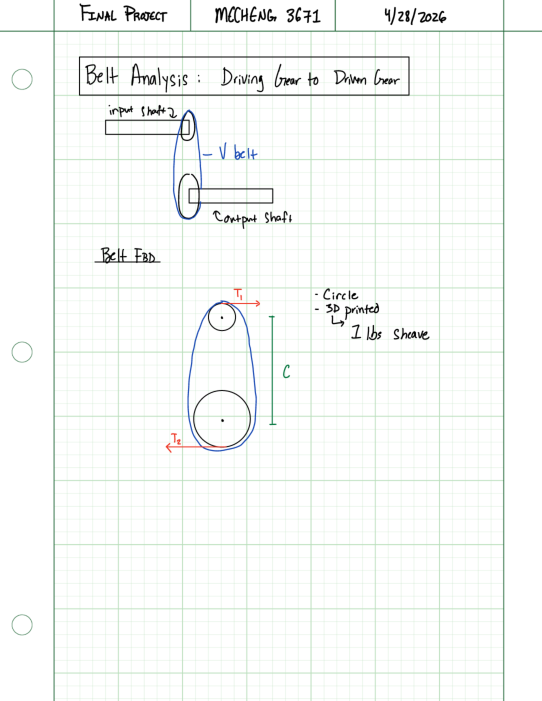 FINAL PROJECT
MECHENG 3671
4/28/2026
Belt Analysis: Driving Gear to Driven Gear
input shaft
- V belt
output shaft
Belt FBD
T1
- Circle
- 3D printed
1 lbs sheave
C
T2